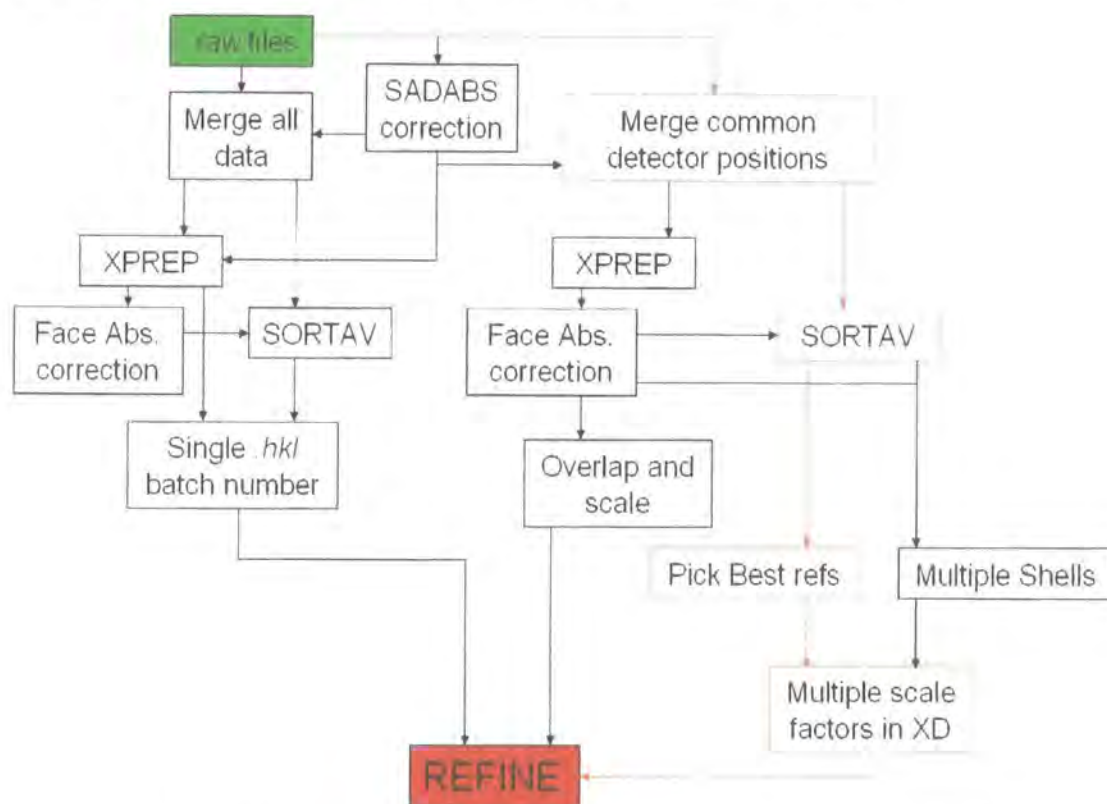 raw files
SADABS
correction
Merge all
data
Merge common
detector positions
XPREP
XPREP
Face Abs.
correction
SORTAV
Face Abs.
correction
SORTAV
Single .hkl
batch number
Overlap and
scale
Pick Best refs
Multiple Shells
Multiple scale
factors in XD
REFINE